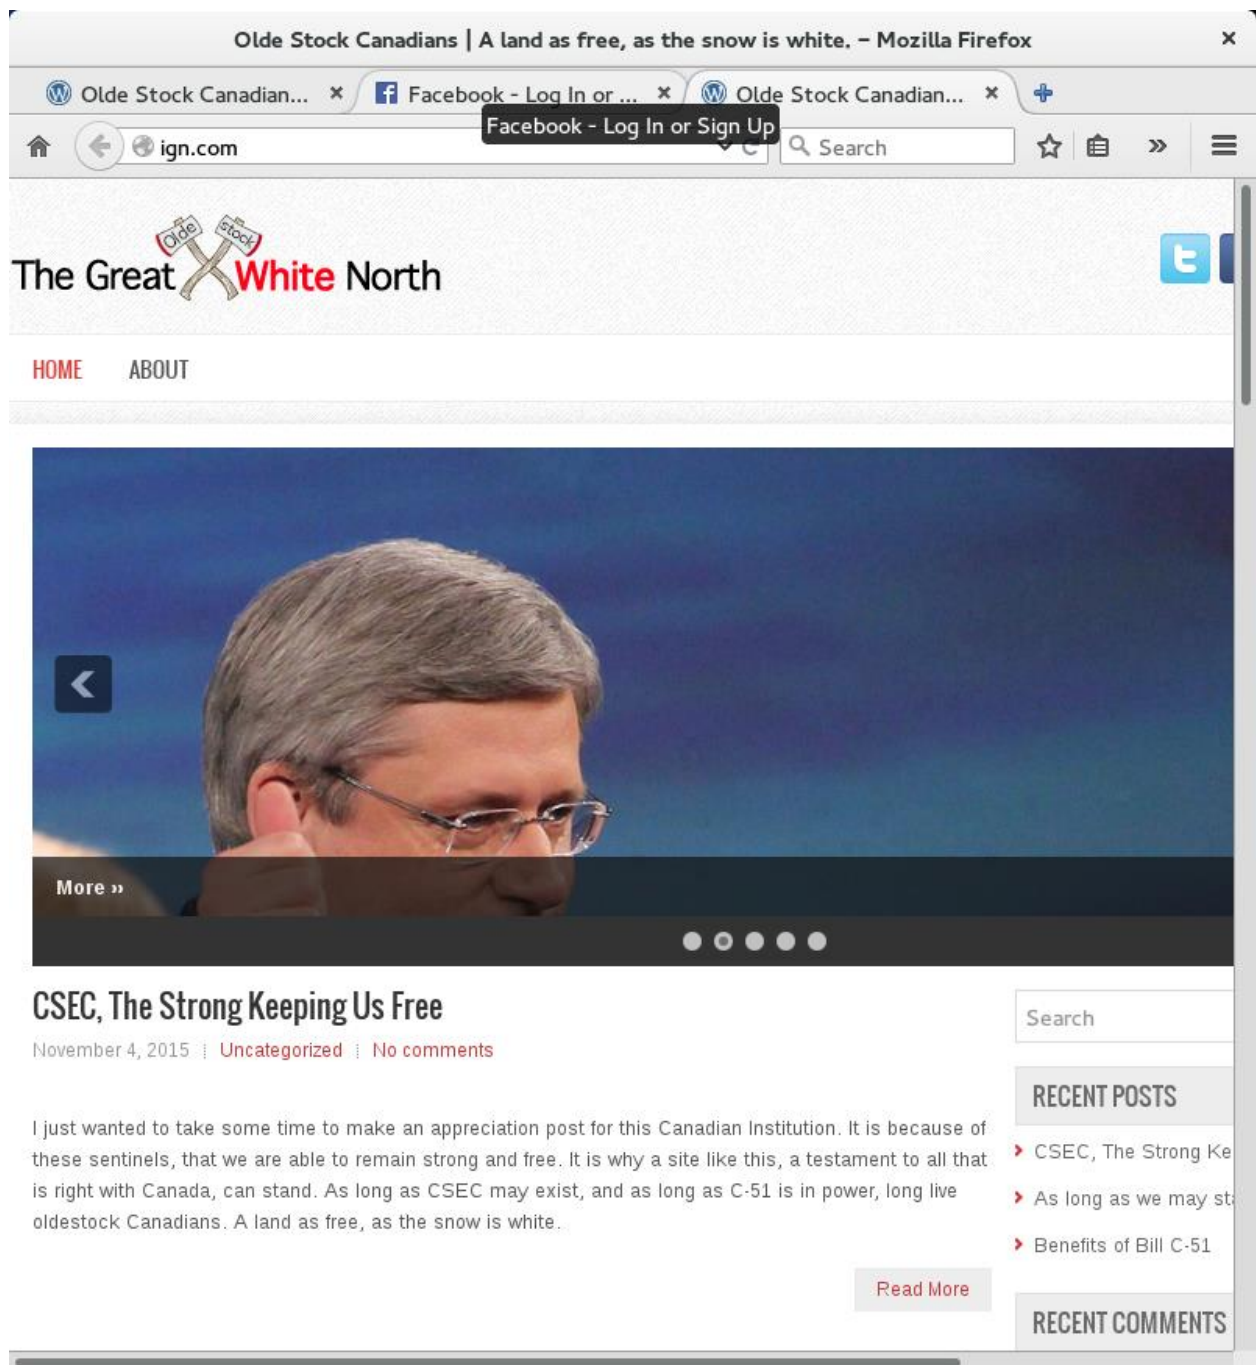 Olde Stock Canadians | A land as free, as the snow is white. – Mozilla Firefox
Olde Stock Canadian...
Facebook - Log In or ...
Olde Stock Canadian...
Facebook - Log In or Sign Up
ign.com
Search
Olde stock
The Great White North
HOME ABOUT
More »
CSEC, The Strong Keeping Us Free
November 4, 2015 Uncategorized No comments
I just wanted to take some time to make an appreciation post for this Canadian Institution. It is because of
these sentinels, that we are able to remain strong and free. It is why a site like this, a testament to all that
is right with Canada, can stand. As long as CSEC may exist, and as long as C-51 is in power, long live
oldestock Canadians. A land as free, as the snow is white.
Read More
Search
RECENT POSTS
CSEC, The Strong Ke
As long as we may sta
Benefits of Bill C-51
RECENT COMMENTS